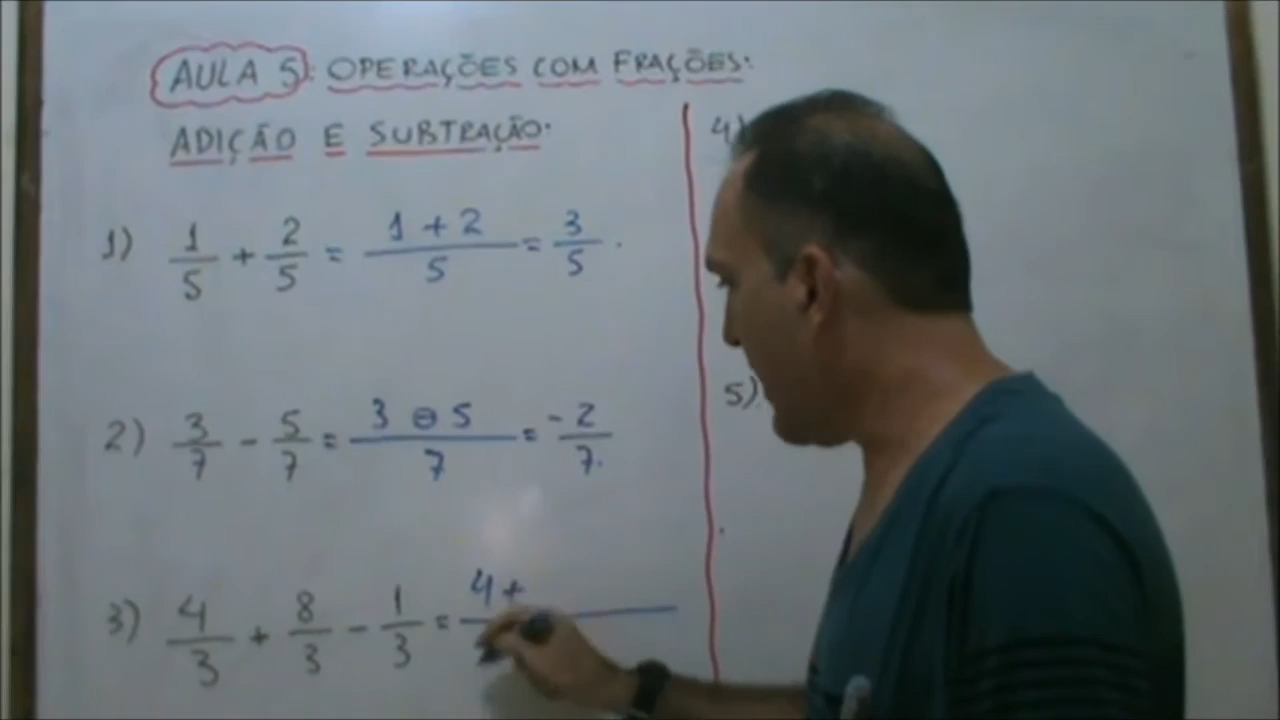 AULA 5: OPERAÇÕES COM FRAÇÕES.
ADIÇÃO E SUBTRAÇÃO.
1) 1/5 + 2/5 = 1 + 2/5 = 3/5.
2) 3/7 - 5/7 = 3 ⊖ 5/7 = -2/7.
3) 4/3 + 8/3 - 1/3 = 4 +
4)
5)